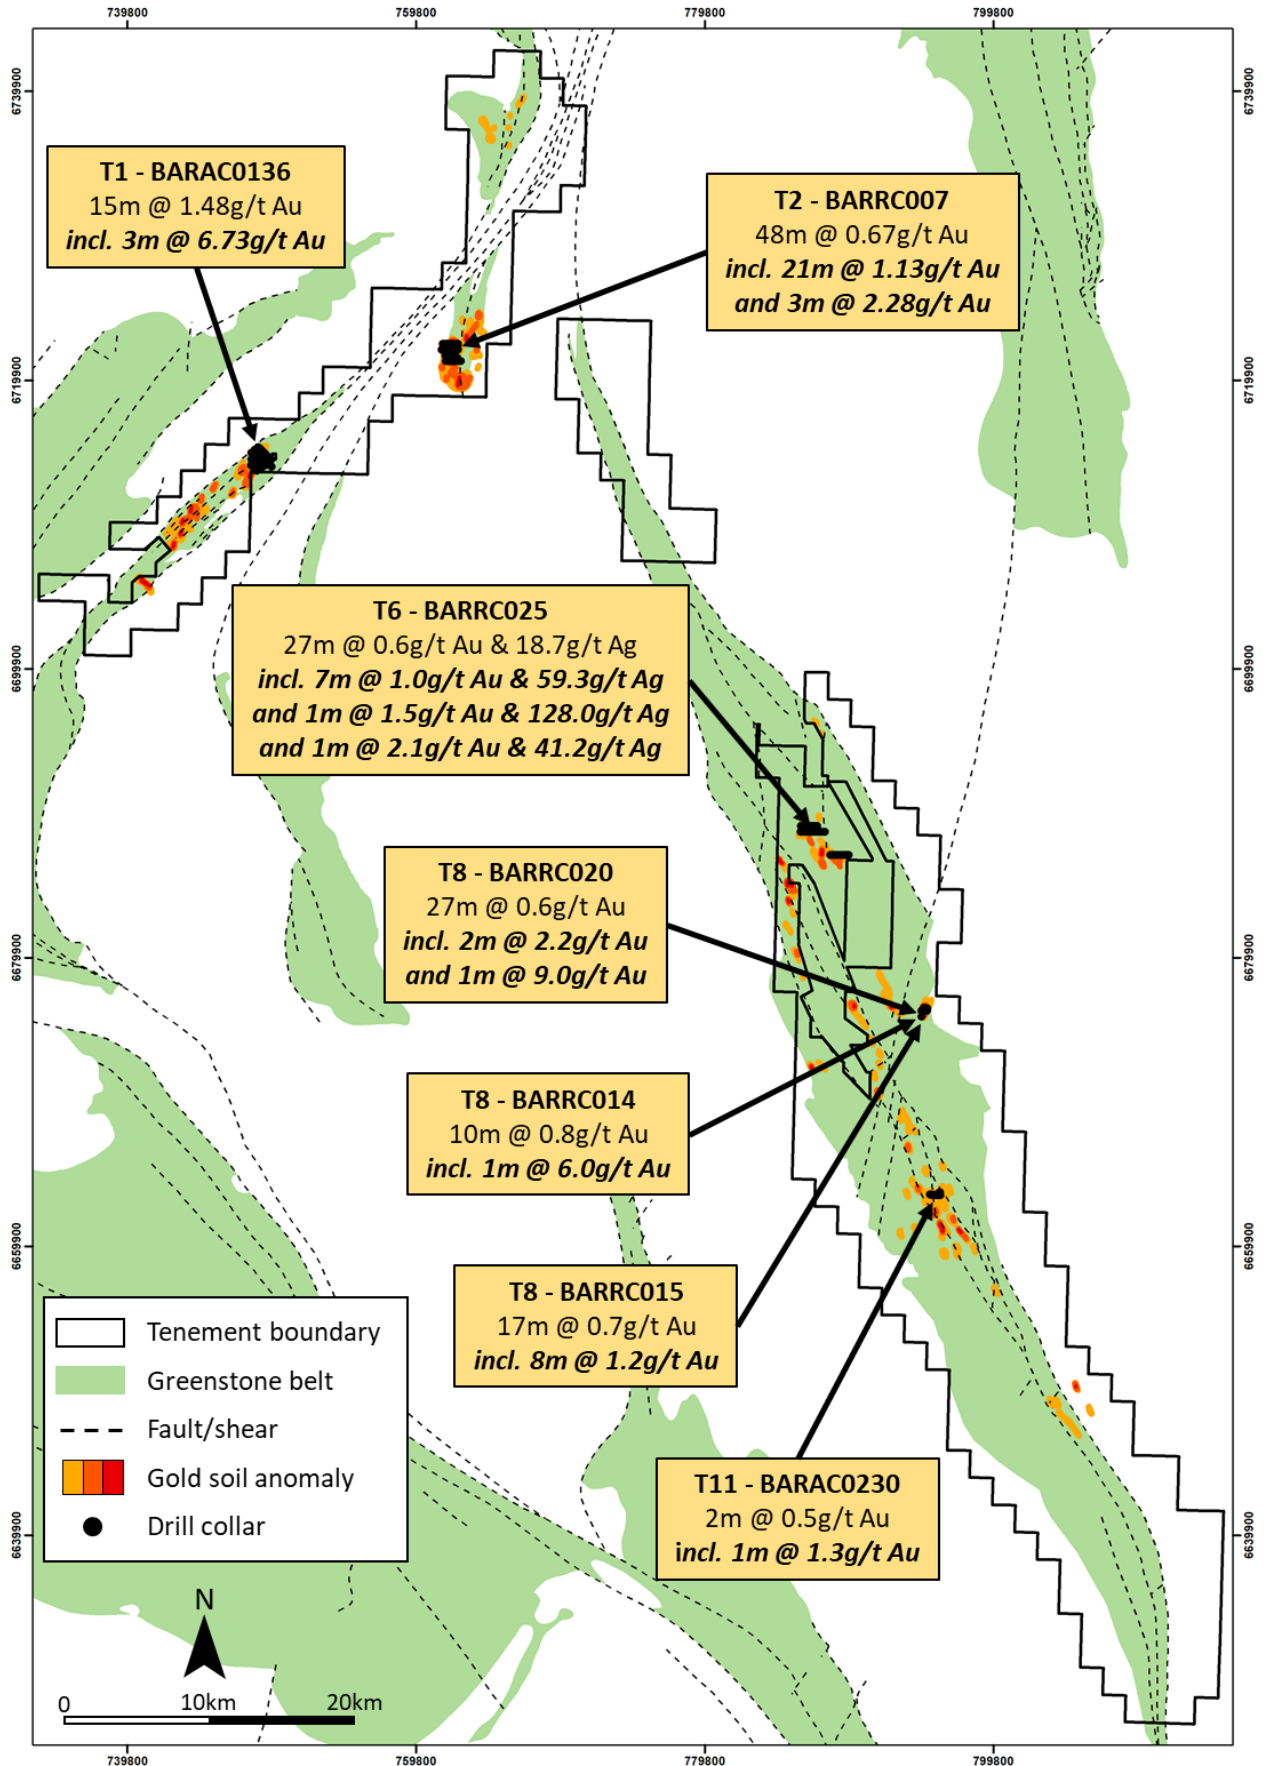 739800
759800
779800
799800
6739900
6739900
T1 - BARAC0136
15m @ 1.48g/t Au
incl. 3m @ 6.73g/t Au
T2 - BARRC007
48m @ 0.67g/t Au
incl. 21m @ 1.13g/t Au
and 3m @ 2.28g/t Au
6719900
6719900
T6 - BARRC025
27m @ 0.6g/t Au & 18.7g/t Ag
incl. 7m @ 1.0g/t Au & 59.3g/t Ag
and 1m @ 1.5g/t Au & 128.0g/t Ag
and 1m @ 2.1g/t Au & 41.2g/t Ag
6699900
6699900
T8 - BARRC020
27m @ 0.6g/t Au
incl. 2m @ 2.2g/t Au
and 1m @ 9.0g/t Au
6679900
6679900
T8 - BARRC014
10m @ 0.8g/t Au
incl. 1m @ 6.0g/t Au
6659900
6659900
T8 - BARRC015
17m @ 0.7g/t Au
incl. 8m @ 1.2g/t Au
T11 - BARAC0230
2m @ 0.5g/t Au
incl. 1m @ 1.3g/t Au
6639900
6639900
Tenement boundary
Greenstone belt
Fault/shear
Gold soil anomaly
Drill collar
N
0
10km
20km
739800
759800
779800
799800